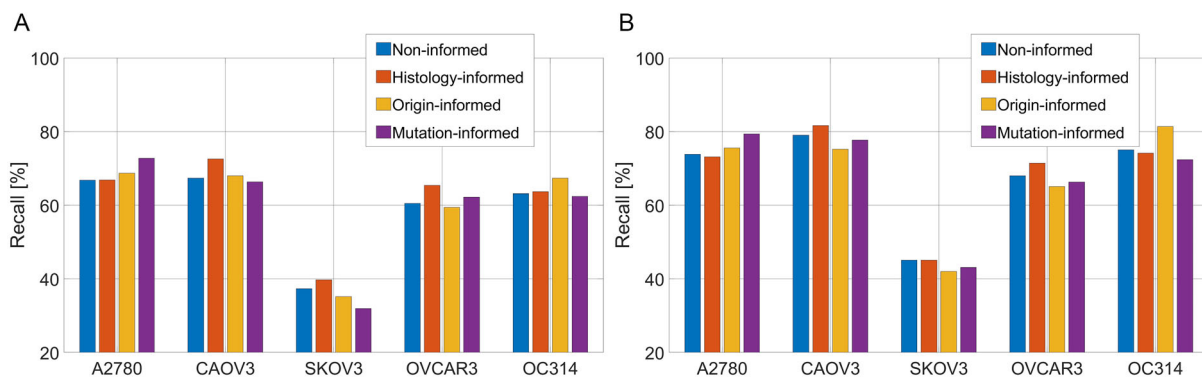 A
Recall [%]
100
80
60
40
20
Non-informed
Histology-informed
Origin-informed
Mutation-informed
A2780 CAOV3 SKOV3 OVCAR3 OC314
B
Recall [%]
100
80
60
40
20
Non-informed
Histology-informed
Origin-informed
Mutation-informed
A2780 CAOV3 SKOV3 OVCAR3 OC314